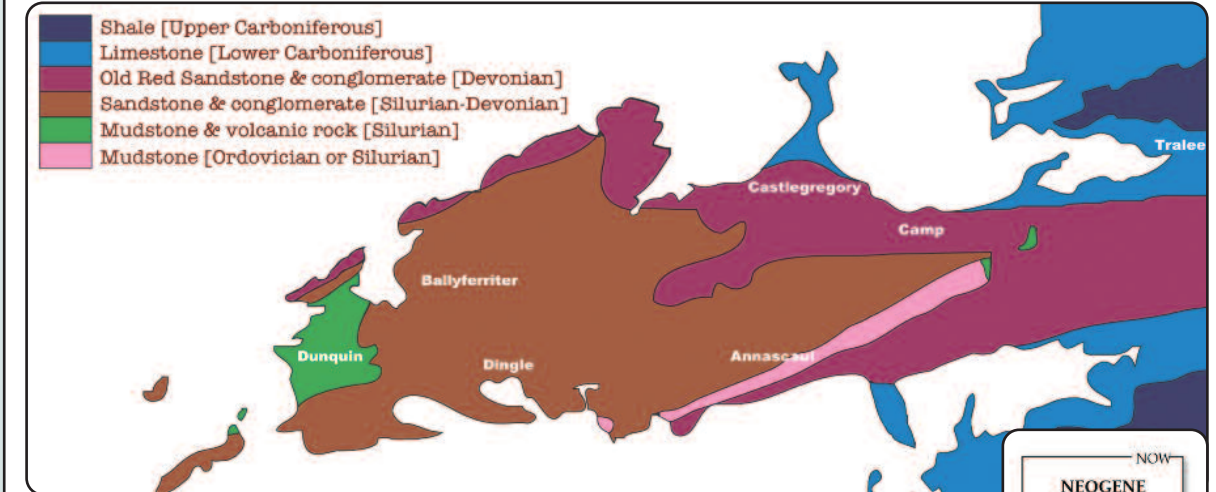 Shale [Upper Carboniferous]
Limestone [Lower Carboniferous]
Old Red Sandstone & conglomerate [Devonian]
Sandstone & conglomerate [Silurian-Devonian]
Mudstone & volcanic rock [Silurian]
Mudstone [Ordovician or Silurian]
Tralee
Castlegregory
Camp
Ballyferriter
Dunquin
Annascaul
Dingle
NOW
NEOGENE